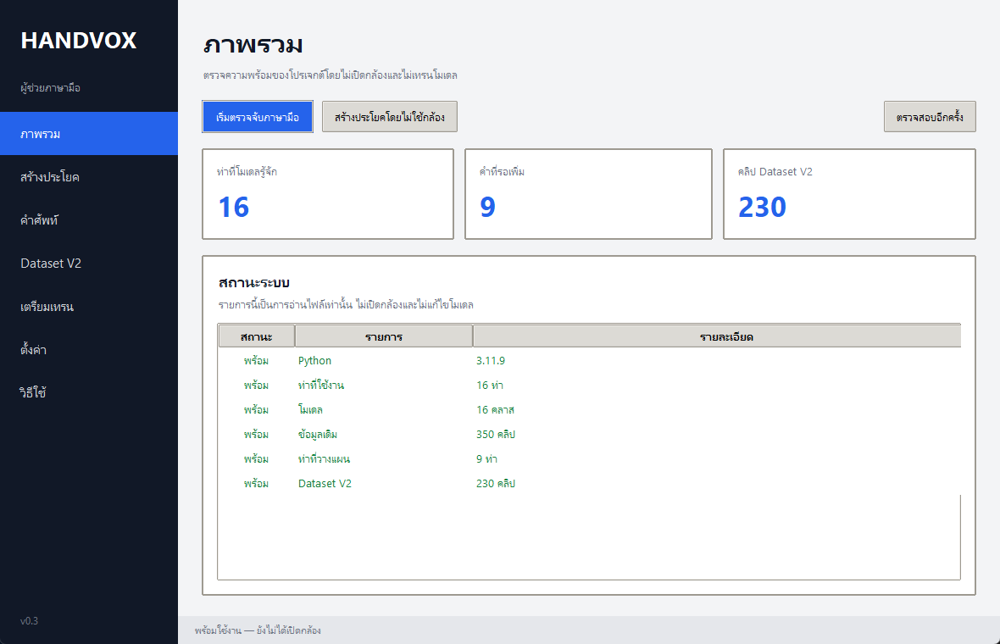 HANDVOX
ผู้ช่วยภาษามือ
ภาพรวม
สร้างประโยค
คำศัพท์
Dataset V2
เตรียมเทรน
ตั้งค่า
วิธีใช้
v0.3
ภาพรวม
ตรวจความพร้อมของโปรเจกต์โดยไม่เปิดกล้องและไม่เทรนโมเดล
เริ่มตรวจจับภาษามือ สร้างประโยคโดยไม่ใช้กล้อง ตรวจสอบอีกครั้ง
ท่าที่โมเดลรู้จัก คำที่รอเพิ่ม คลิป Dataset V2
16 9 230
สถานะระบบ
รายการนี้เป็นการอ่านไฟล์เท่านั้น ไม่เปิดกล้องและไม่แก้ไขโมเดล
สถานะ รายการ รายละเอียด
พร้อม Python 3.11.9
พร้อม ท่าที่ใช้งาน 16 ท่า
พร้อม โมเดล 16 คลาส
พร้อม ข้อมูลเดิม 350 คลิป
พร้อม ท่าที่วางแผน 9 ท่า
พร้อม Dataset V2 230 คลิป
พร้อมใช้งาน — ยังไม่ได้เปิดกล้อง